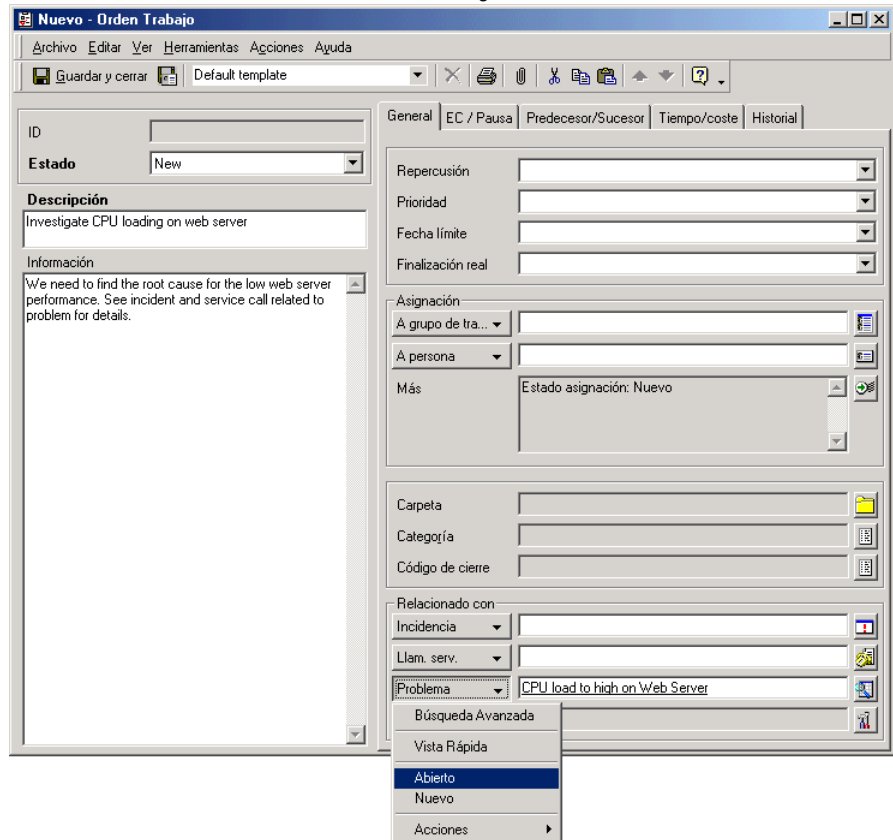 Nuevo - Orden Trabajo
Archivo Editar Ver Herramientas Acciones Ayuda
Guardar y cerrar Default template
ID
Estado New
Descripción
Investigate CPU loading on web server
Información
We need to find the root cause for the low web server
performance. See incident and service call related to
problem for details.
General EC / Pausa Predecesor/Sucesor Tiempo/coste Historial
Repercusión
Prioridad
Fecha límite
Finalización real
Asignación
A grupo de tra...
A persona
Más Estado asignación: Nuevo
Carpeta
Categoría
Código de cierre
Relacionado con
Incidencia
Llam. serv.
Problema CPU load to high on Web Server
Búsqueda Avanzada
Vista Rápida
Abierto
Nuevo
Acciones